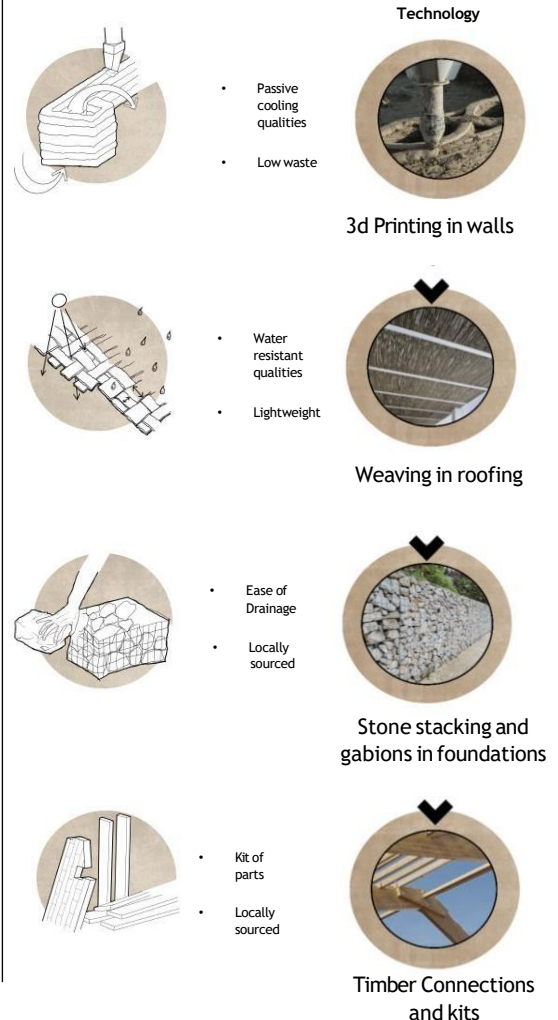 Technology
• Passive
cooling
qualities
• Low waste
3d Printing in walls
• Water
resistant
qualities
• Lightweight
Weaving in roofing
• Ease of
Drainage
• Locally
sourced
Stone stacking and
gabions in foundations
• Kit of
parts
• Locally
sourced
Timber Connections
and kits